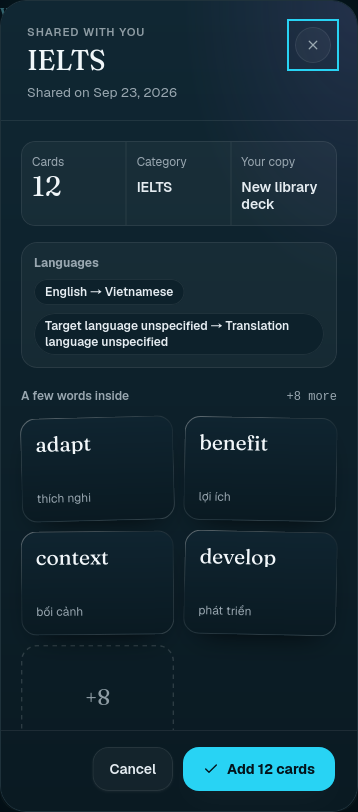 SHARED WITH YOU
IELTS
Shared on Sep 23, 2026
Cards
12
Category
IELTS
Your copy
New library
deck
Languages
English → Vietnamese
Target language unspecified → Translation
language unspecified
A few words inside
+8 more
adapt
thích nghi
benefit
lợi ích
context
bối cảnh
develop
phát triển
+8
Cancel
Add 12 cards